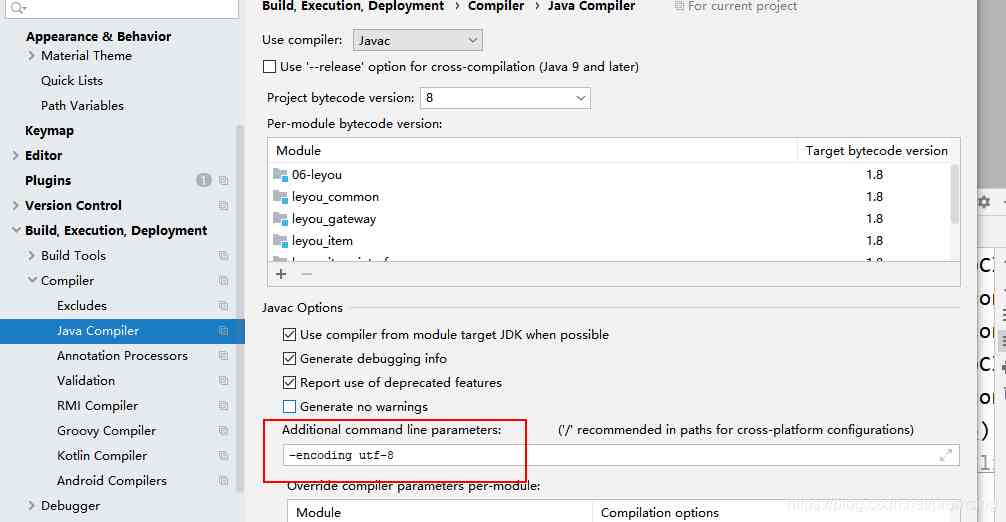 Build, Execution, Deployment › Compiler › Java Compiler
For current project
Appearance & Behavior
Material Theme
Quick Lists
Path Variables
Keymap
Editor
Plugins
1
Version Control
Build, Execution, Deployment
Build Tools
Compiler
Excludes
Java Compiler
Annotation Processors
Validation
RMI Compiler
Groovy Compiler
Kotlin Compiler
Android Compilers
Debugger
Use compiler: Javac
Use '--release' option for cross-compilation (Java 9 and later)
Project bytecode version: 8
Per-module bytecode version:
Module Target bytecode version
06-leyou 1.8
leyou_common 1.8
leyou_gateway 1.8
leyou_item 1.8
Javac Options
Use compiler from module target JDK when possible
Generate debugging info
Report use of deprecated features
Generate no warnings
Additional command line parameters: ('/' recommended in paths for cross-platform configurations)
-encoding utf-8
Override compiler parameters per-module:
Module Compilation options